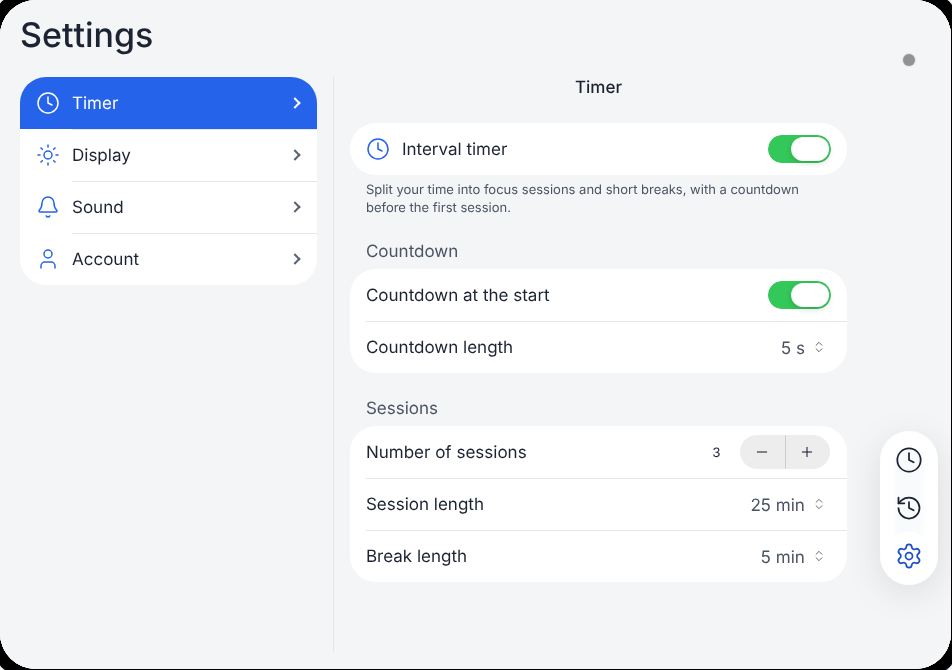 Settings
Timer
Display
Sound
Account
Timer
Interval timer
Split your time into focus sessions and short breaks, with a countdown
before the first session.
Countdown
Countdown at the start
Countdown length 5 s
Sessions
Number of sessions 3 − +
Session length 25 min
Break length 5 min